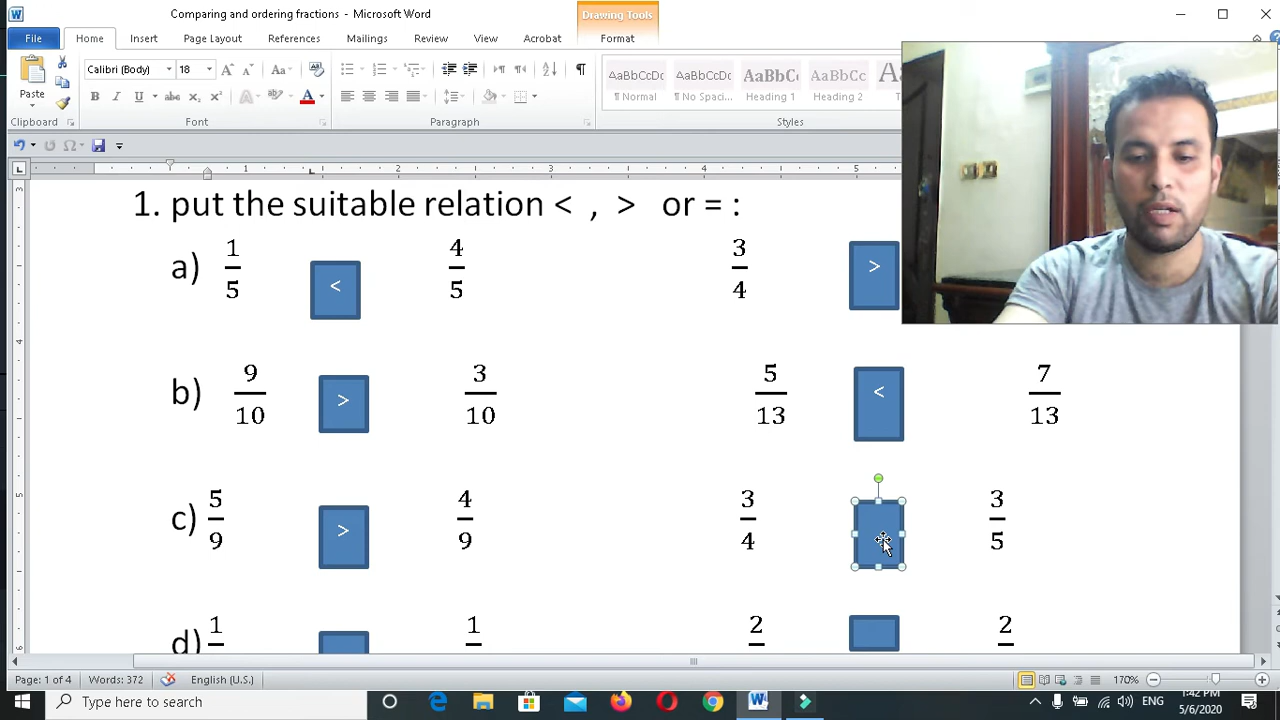 Comparing and ordering fractions - Microsoft Word
Drawing Tools
File Home Insert Page Layout References Mailings Review View Acrobat Format
Paste
Calibri (Body) 18
AaBbCcDc AaBbCcDc AaBbC AaBbCc
¶ Normal ¶ No Spaci... Heading 1 Heading 2
Clipboard Font Paragraph Styles
1 2 4 5
1. put the suitable relation < , > or = :
a) 1/5 < 4/5 3/4 >
b) 9/10 > 3/10 5/13 < 7/13
c) 5/9 > 4/9 3/4 3/5
d) 1 1 2 2
Page: 1 of 4 Words: 372 English (U.S.) 170%
Type here to search
1:42 PM
5/6/2020